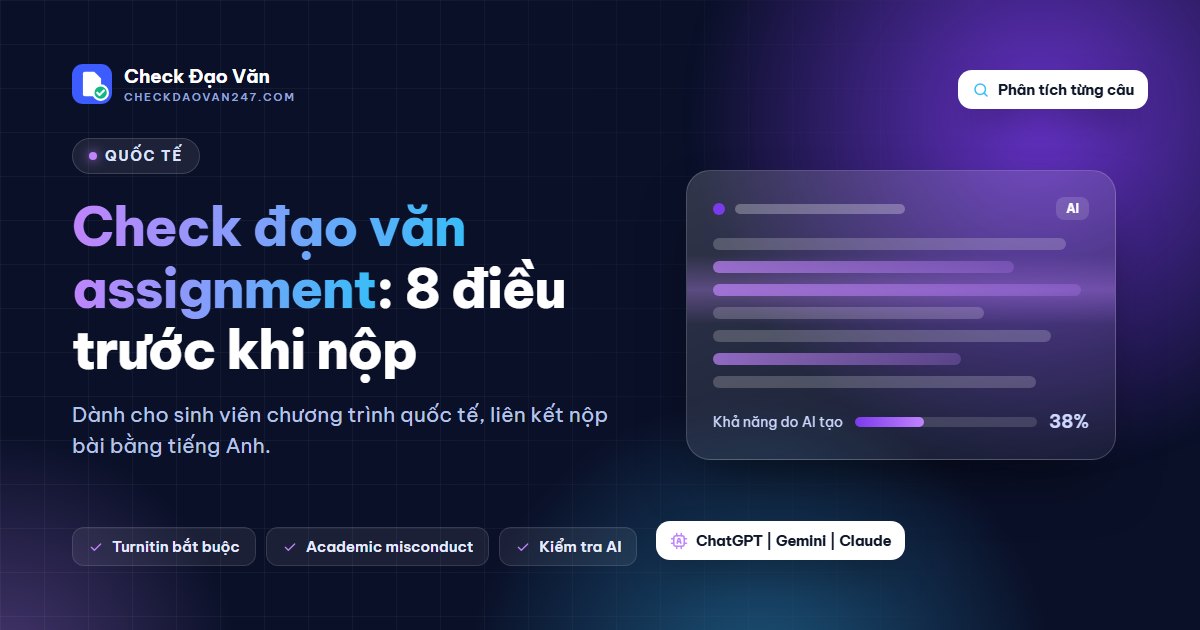 Check Đạo Văn
CHECKDAOVAN247.COM
Phân tích từng câu
QUỐC TẾ
Check đạo văn
assignment: 8 điều
trước khi nộp
Dành cho sinh viên chương trình quốc tế, liên kết nộp
bài bằng tiếng Anh.
AI
Khả năng do AI tạo 38%
Turnitin bắt buộc
Academic misconduct
Kiểm tra AI
ChatGPT | Gemini | Claude